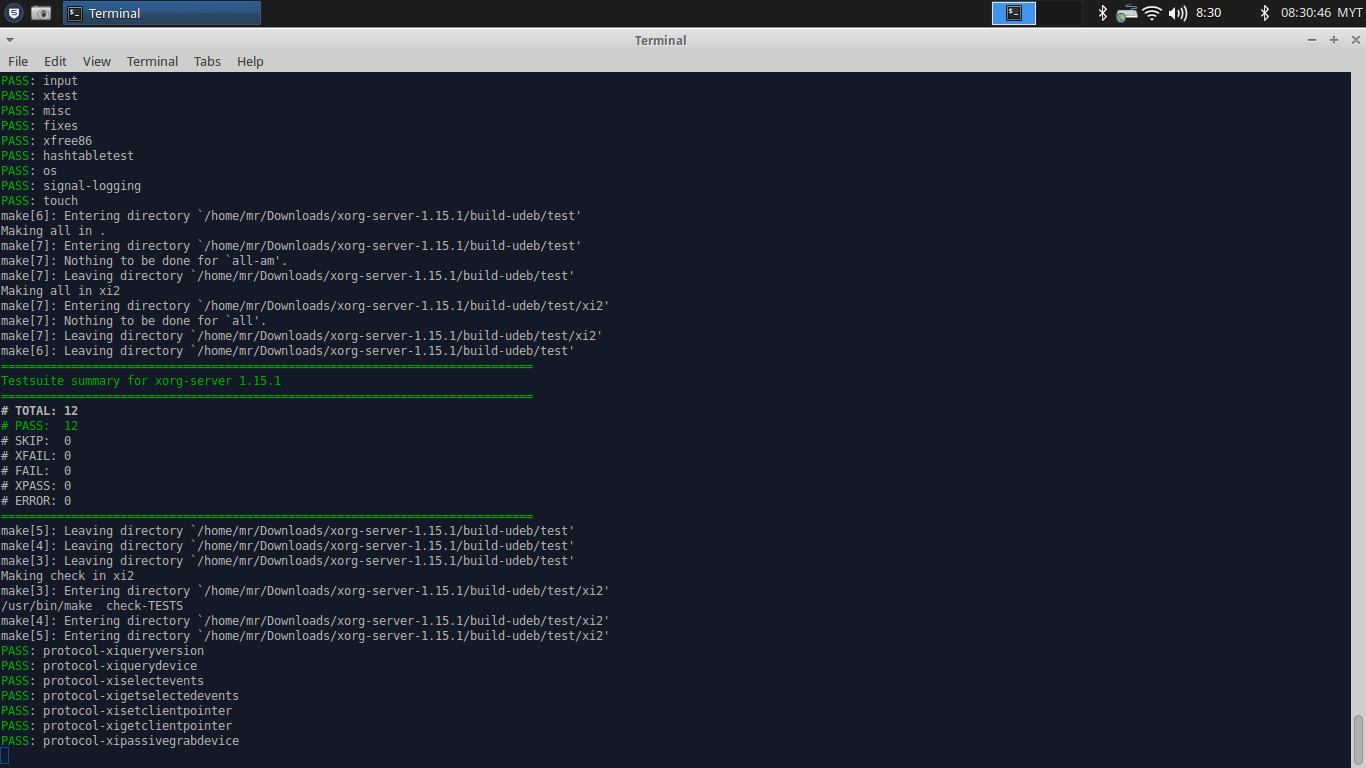 Terminal
8:30
08:30:46 MYT
Terminal
File Edit View Terminal Tabs Help
PASS: input
PASS: xtest
PASS: misc
PASS: fixes
PASS: xfree86
PASS: hashtabletest
PASS: os
PASS: signal-logging
PASS: touch
make[6]: Entering directory `/home/mr/Downloads/xorg-server-1.15.1/build-udeb/test'
Making all in .
make[7]: Entering directory `/home/mr/Downloads/xorg-server-1.15.1/build-udeb/test'
make[7]: Nothing to be done for `all-am'.
make[7]: Leaving directory `/home/mr/Downloads/xorg-server-1.15.1/build-udeb/test'
Making all in xi2
make[7]: Entering directory `/home/mr/Downloads/xorg-server-1.15.1/build-udeb/test/xi2'
make[7]: Nothing to be done for `all'.
make[7]: Leaving directory `/home/mr/Downloads/xorg-server-1.15.1/build-udeb/test/xi2'
make[6]: Leaving directory `/home/mr/Downloads/xorg-server-1.15.1/build-udeb/test'
============================================================================
Testsuite summary for xorg-server 1.15.1
============================================================================
# TOTAL: 12
# PASS:  12
# SKIP:  0
# XFAIL: 0
# FAIL:  0
# XPASS: 0
# ERROR: 0
============================================================================
make[5]: Leaving directory `/home/mr/Downloads/xorg-server-1.15.1/build-udeb/test'
make[4]: Leaving directory `/home/mr/Downloads/xorg-server-1.15.1/build-udeb/test'
make[3]: Leaving directory `/home/mr/Downloads/xorg-server-1.15.1/build-udeb/test'
Making check in xi2
make[3]: Entering directory `/home/mr/Downloads/xorg-server-1.15.1/build-udeb/test/xi2'
/usr/bin/make  check-TESTS
make[4]: Entering directory `/home/mr/Downloads/xorg-server-1.15.1/build-udeb/test/xi2'
make[5]: Entering directory `/home/mr/Downloads/xorg-server-1.15.1/build-udeb/test/xi2'
PASS: protocol-xiqueryversion
PASS: protocol-xiquerydevice
PASS: protocol-xiselectevents
PASS: protocol-xigetselectedevents
PASS: protocol-xisetclientpointer
PASS: protocol-xigetclientpointer
PASS: protocol-xipassivegrabdevice